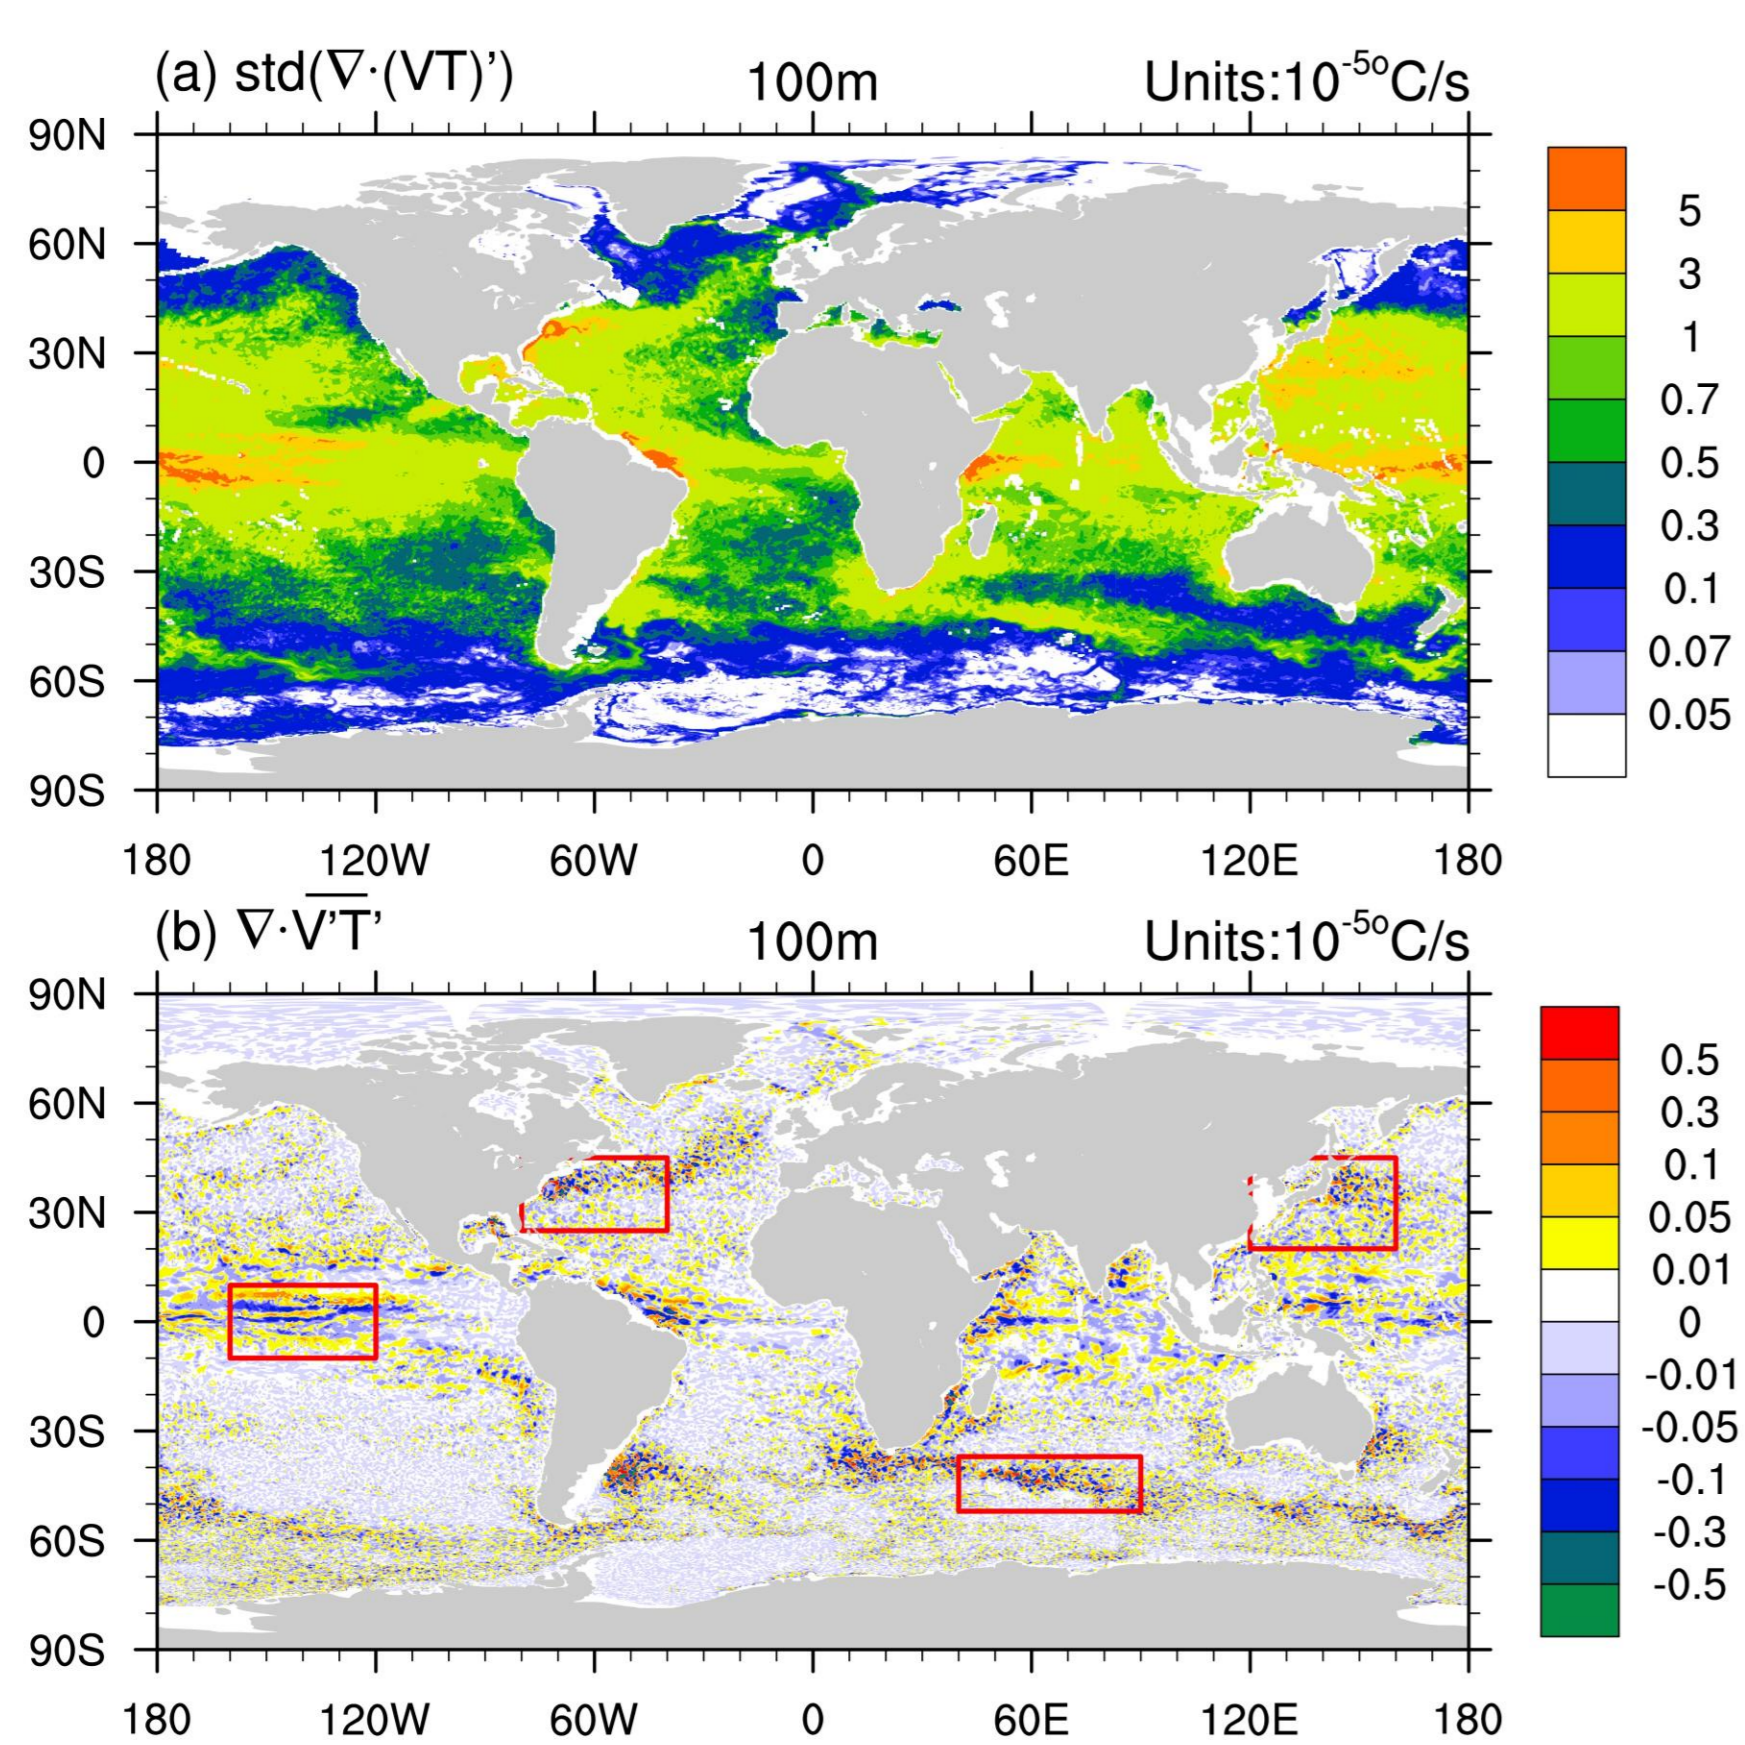 (a) std(∇·(VT)’) 100m Units:10⁻⁵°C/s
90N
60N
30N
0
30S
60S
90S
180 120W 60W 0 60E 120E 180
5
3
1
0.7
0.5
0.3
0.1
0.07
0.05
(b) ∇·V’T’ 100m Units:10⁻⁵°C/s
90N
60N
30N
0
30S
60S
90S
180 120W 60W 0 60E 120E 180
0.5
0.3
0.1
0.05
0.01
0
-0.01
-0.05
-0.1
-0.3
-0.5